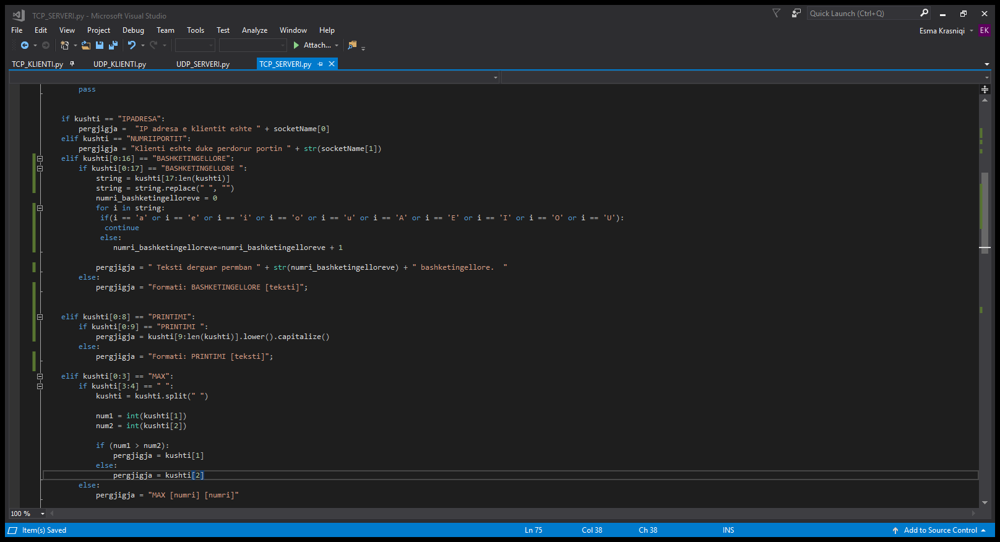 TCP_SERVERI.py - Microsoft Visual Studio
Quick Launch (Ctrl+Q)
File Edit View Project Debug Team Tools Test Analyze Window Help
Esma Krasniqi EK
Attach...
TCP_KLIENTI.py UDP_KLIENTI.py UDP_SERVERI.py TCP_SERVERI.py
pass
if kushti == "IPADRESA":
pergjigja =  "IP adresa e klientit eshte " + socketName[0]
elif kushti == "NUMRIIPORTIT":
pergjigja = "Klienti eshte duke perdorur portin " + str(socketName[1])
elif kushti[0:16] == "BASHKETINGELLORE":
if kushti[0:17] == "BASHKETINGELLORE ":
string = kushti[17:len(kushti)]
string = string.replace(" ", "")
numri_bashketingelloreve = 0
for i in string:
if(i == 'a' or i == 'e' or i == 'i' or i == 'o' or i == 'u' or i == 'A' or i == 'E' or i == 'I' or i == 'O' or i == 'U'):
continue
else:
numri_bashketingelloreve=numri_bashketingelloreve + 1
pergjigja = " Teksti derguar permban " + str(numri_bashketingelloreve) + " bashketingellore.  "
else:
pergjigja = "Formati: BASHKETINGELLORE [teksti]";
elif kushti[0:8] == "PRINTIMI":
if kushti[0:9] == "PRINTIMI ":
pergjigja = kushti[9:len(kushti)].lower().capitalize()
else:
pergjigja = "Formati: PRINTIMI [teksti]";
elif kushti[0:3] == "MAX":
if kushti[3:4] == " ":
kushti = kushti.split(" ")
num1 = int(kushti[1])
num2 = int(kushti[2])
if (num1 > num2):
pergjigja = kushti[1]
else:
pergjigja = kushti[2]
else:
pergjigja = "MAX [numri] [numri]"
100 %
Item(s) Saved Ln 75 Col 38 Ch 38 INS Add to Source Control